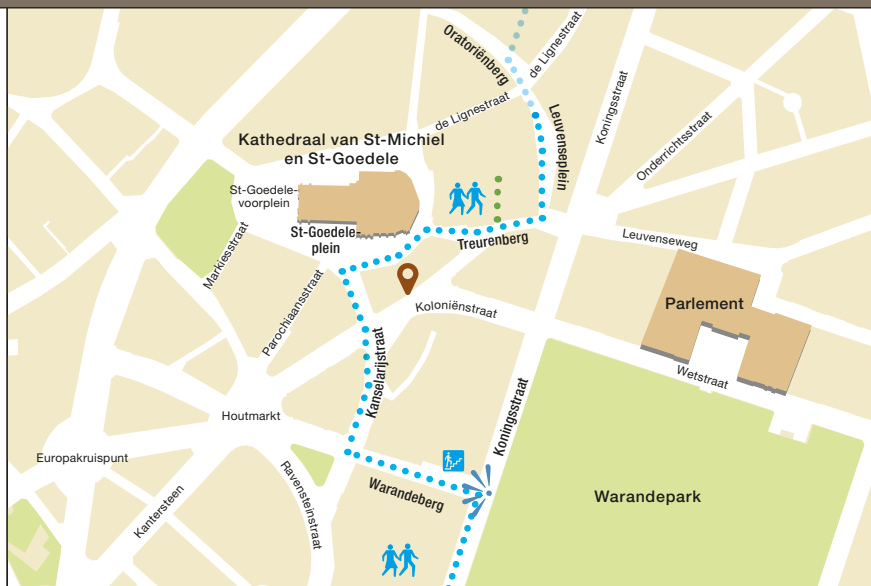 Oratoriënberg
de Lignestraat
de Lignestraat
Leuvenseplein
Koningsstraat
Onderrichtsstraat
Kathedraal van St-Michiel
en St-Goedele
St-Goedele-
voorplein
St-Goedele-
plein
Markiesstraat
Treurenberg
Leuvenseweg
Parochiaansstraat
Koloniënstraat
Parlement
Kanselarijstraat
Wetstraat
Koningsstraat
Houtmarkt
Europakruispunt
Kantersteen
Ravensteinstraat
Warandeberg
Warandepark